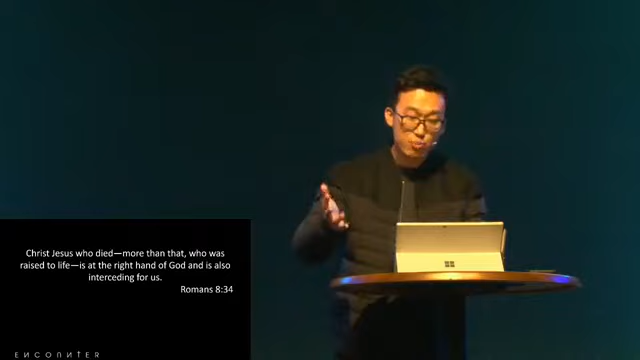 Christ Jesus who died—more than that, who was
raised to life—is at the right hand of God and is also
interceding for us.
Romans 8:34
ENCOUNTER